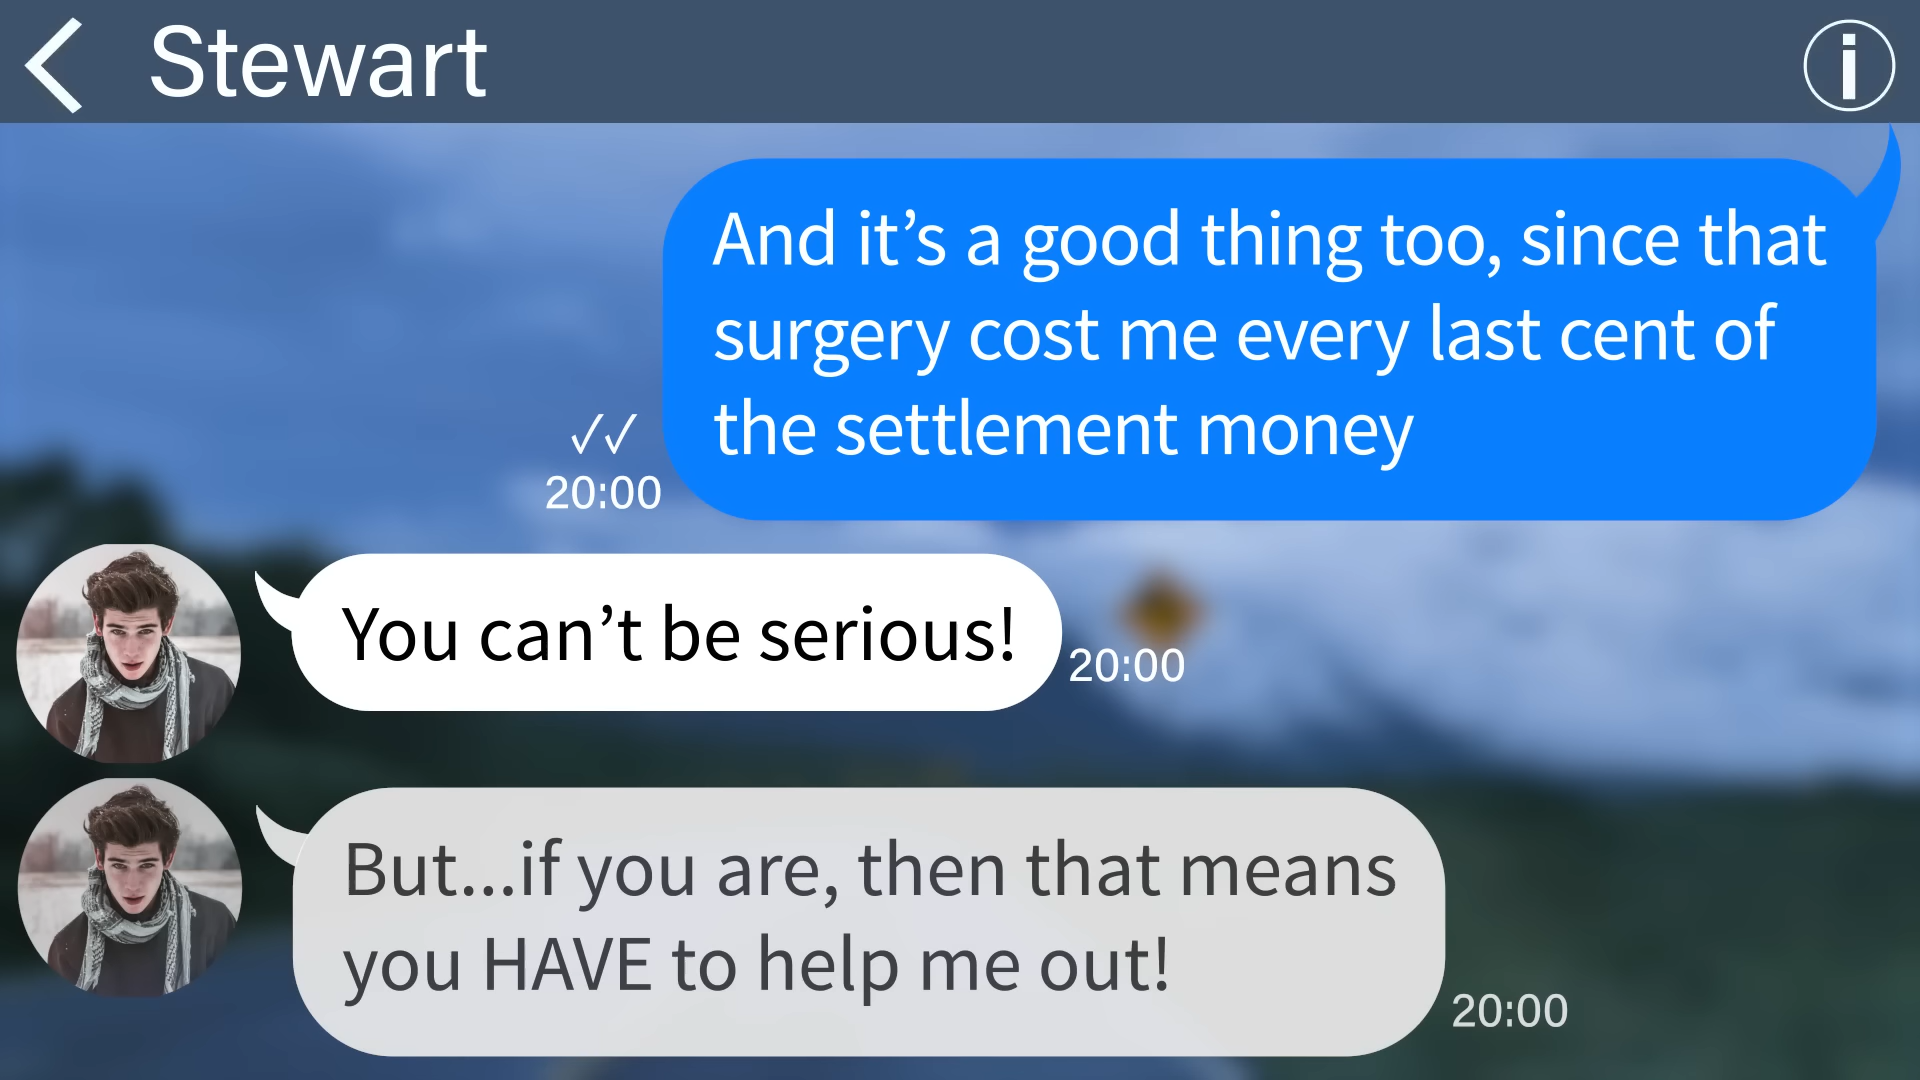 Stewart
And it’s a good thing too, since that
surgery cost me every last cent of
the settlement money
✓✓
20:00
You can’t be serious!
20:00
But...if you are, then that means
you HAVE to help me out!
20:00